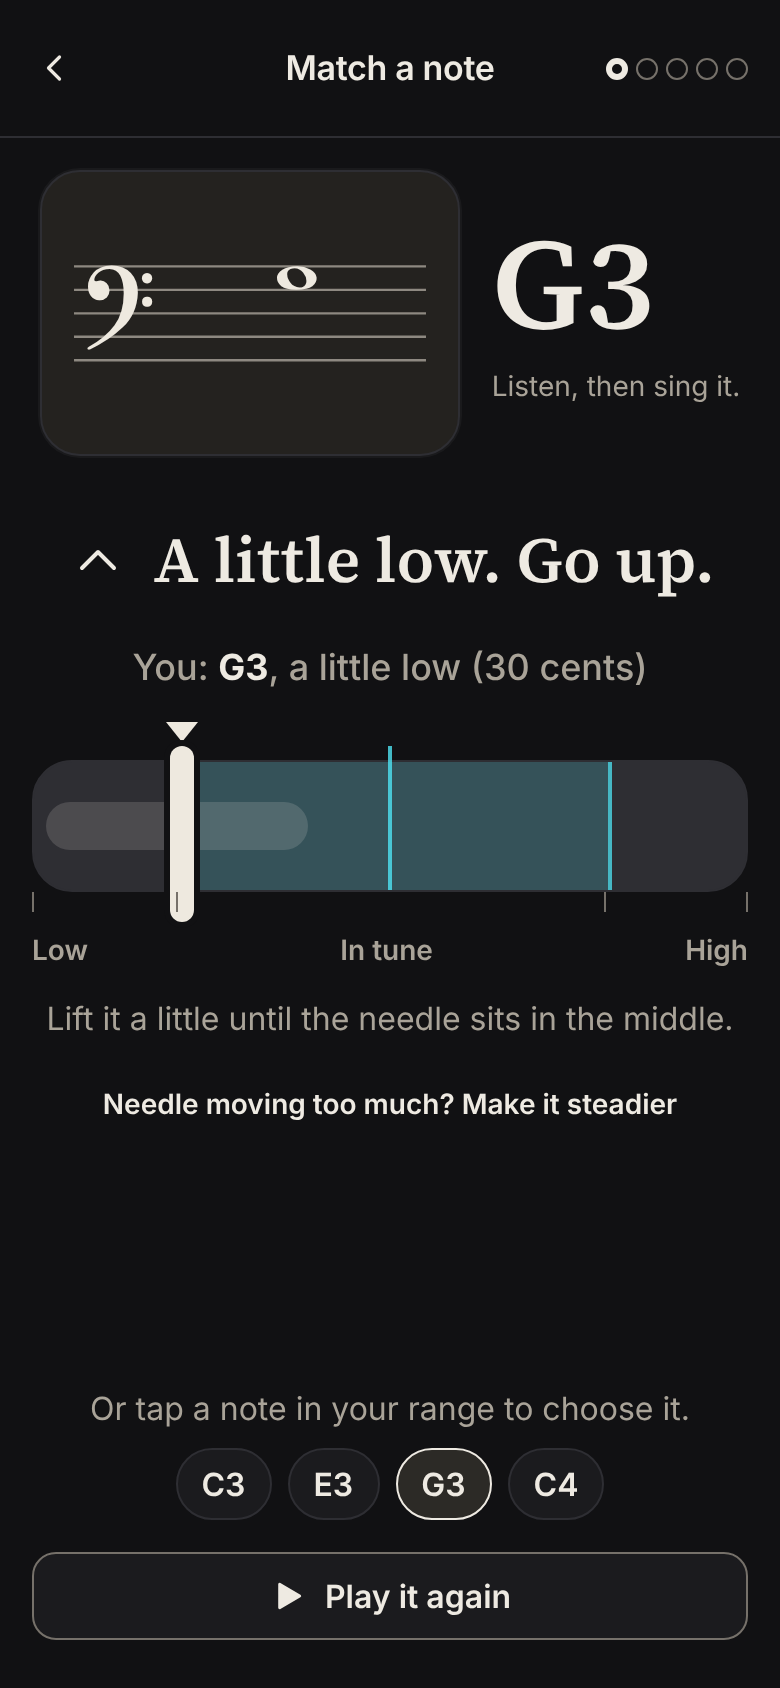 Match a note
G3
Listen, then sing it.
A little low. Go up.
You: G3, a little low (30 cents)
Low In tune High
Lift it a little until the needle sits in the middle.
Needle moving too much? Make it steadier
Or tap a note in your range to choose it.
C3 E3 G3 C4
Play it again